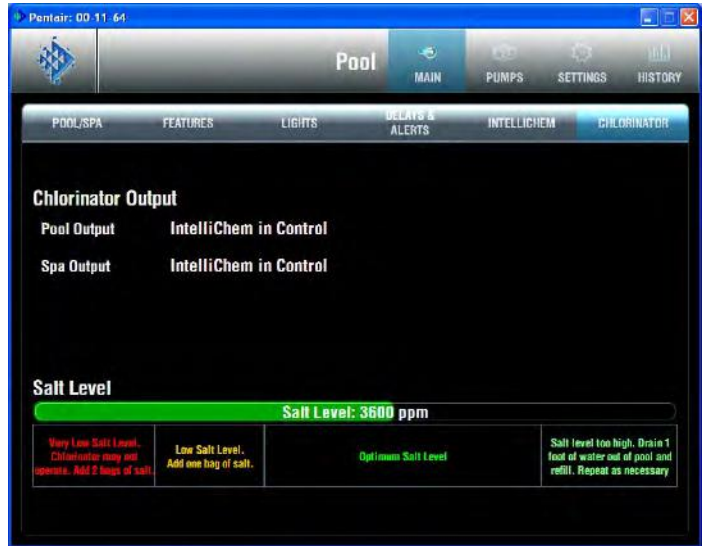 Pentair: 00-11-64
Pool
MAIN
PUMPS
SETTINGS
HISTORY
POOL/SPA
FEATURES
LIGHTS
DELAYS &
ALERTS
INTELLICHEM
CHLORINATOR
Chlorinator Output
Pool Output IntelliChem in Control
Spa Output IntelliChem in Control
Salt Level
Salt Level: 3600 ppm
Very Low Salt Level.
Chlorinator may not
operate. Add 2 bags of salt.
Low Salt Level.
Add one bag of salt.
Optimum Salt Level
Salt level too high. Drain 1
foot of water out of pool and
refill. Repeat as necessary